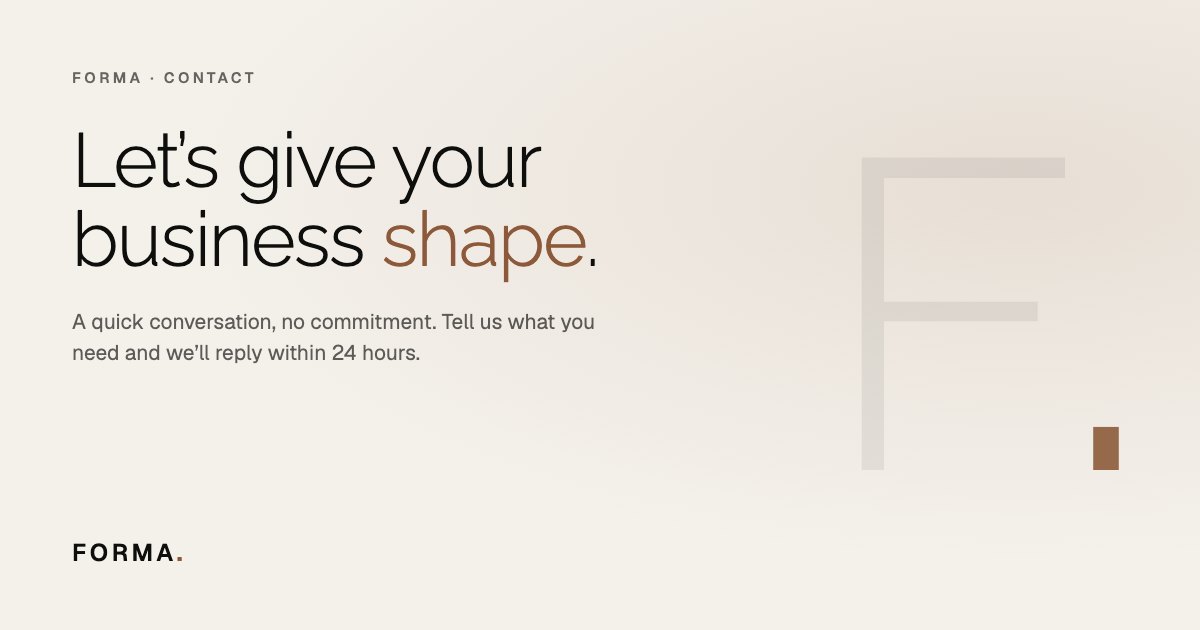 FORMA · CONTACT
Let’s give your
business shape.
A quick conversation, no commitment. Tell us what you
need and we’ll reply within 24 hours.
F.
FORMA.